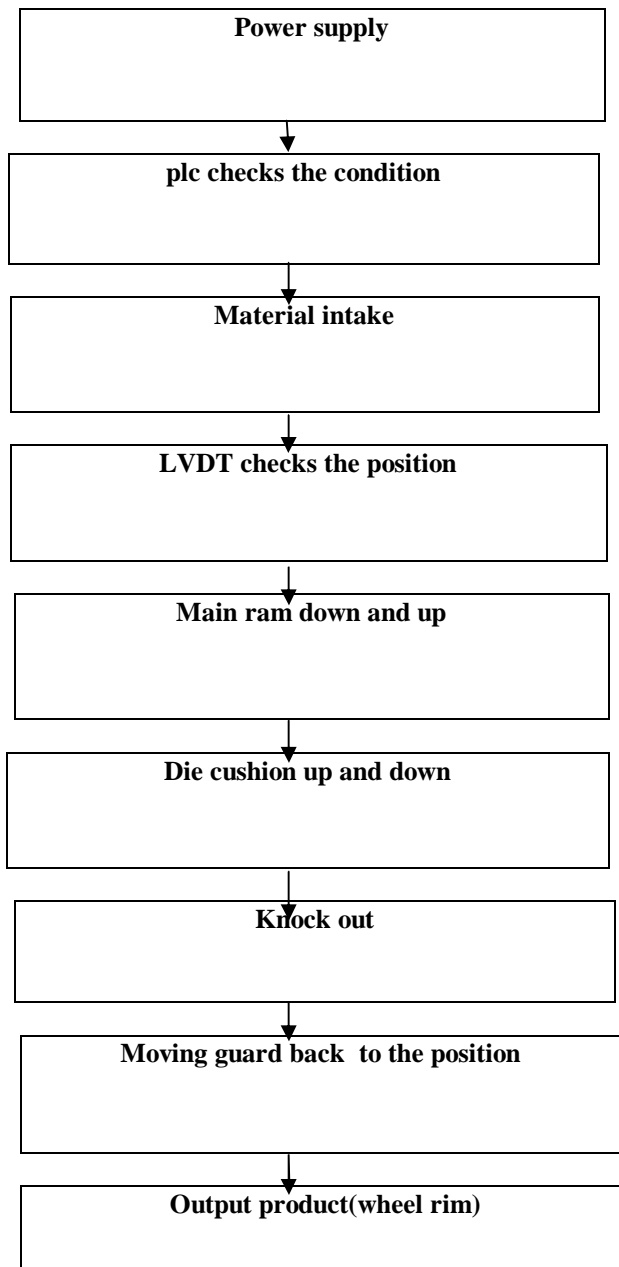 Power supply
plc checks the condition
Material intake
LVDT checks the position
Main ram down and up
Die cushion up and down
Knock out
Moving guard back  to the position
Output product(wheel rim)